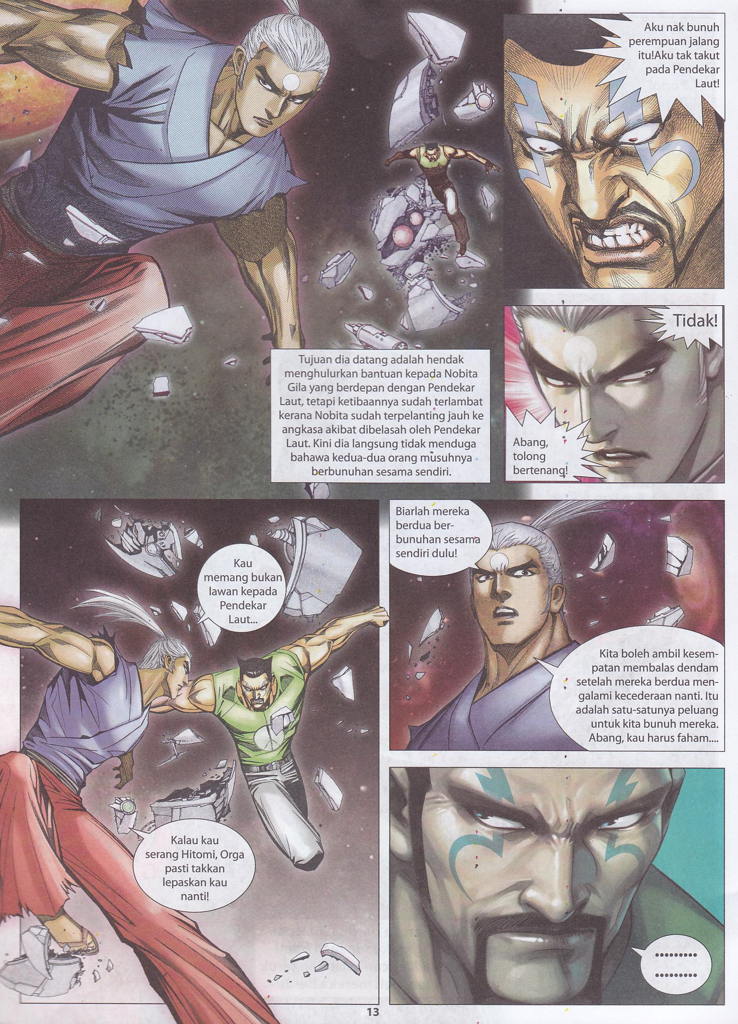 Aku nak bunuh
perempuan jalang
itu!Aku tak takut
pada Pendekar
Laut!
Tujuan dia datang adalah hendak
menghulurkan bantuan kepada Nobita
Gila yang berdepan dengan Pendekar
Laut, tetapi ketibaannya sudah terlambat
kerana Nobita sudah terpelanting jauh ke
angkasa akibat dibelasah oleh Pendekar
Laut. Kini dia langsung tidak menduga
bahawa kedua-dua orang musuhnya
berbunuhan sesama sendiri.
Tidak!
Abang,
tolong
bertenang!
Kau
memang bukan
lawan kepada
Pendekar
Laut...
Kalau kau
serang Hitomi, Orga
pasti takkan
lepaskan kau
nanti!
Biarlah mereka
berdua ber-
bunuhan sesama
sendiri dulu!
Kita boleh ambil kesem-
patan membalas dendam
setelah mereka berdua men-
galami kecederaan nanti. Itu
adalah satu-satunya peluang
untuk kita bunuh mereka.
Abang, kau harus faham....
..........
..........
13